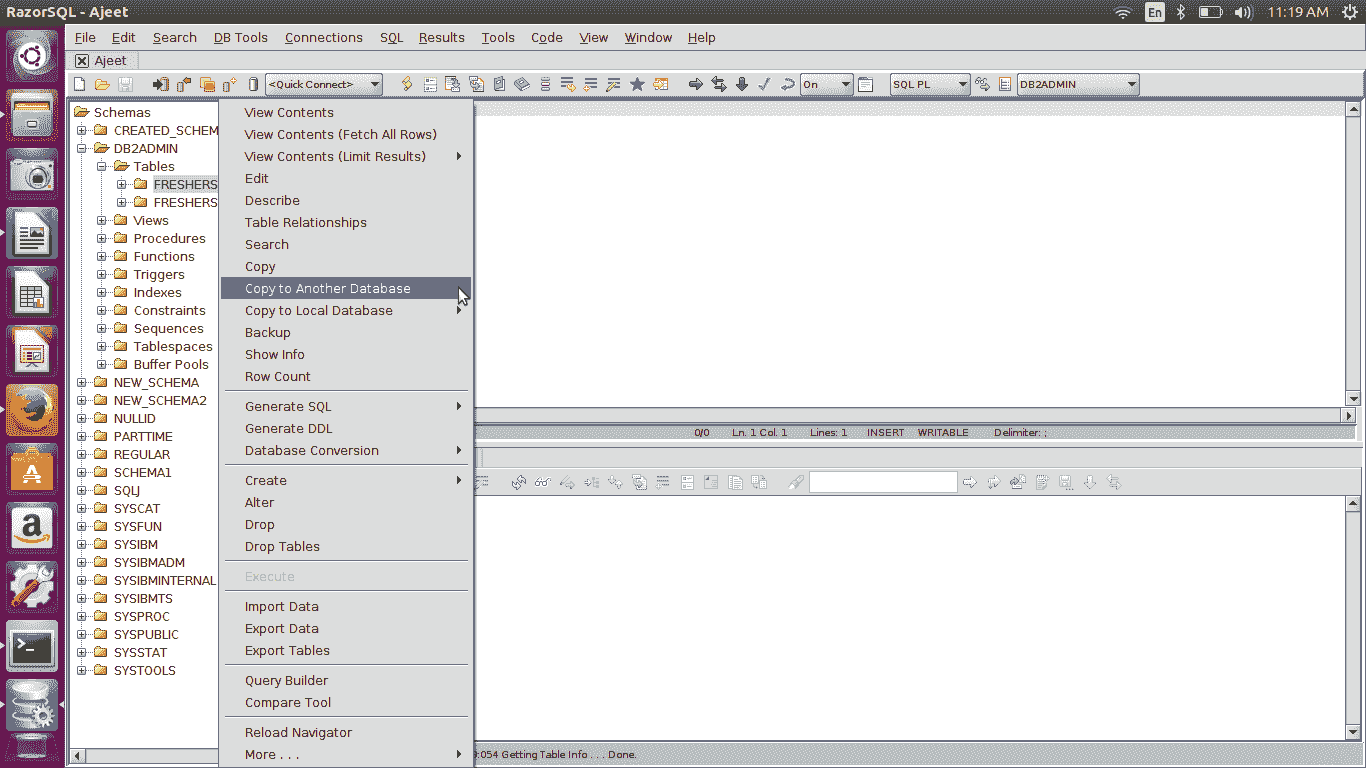 RazorSQL - Ajeet
En
11:19 AM
File Edit Search DB Tools Connections SQL Results Tools Code View Window Help
Ajeet
<Quick Connect> On SQL PL DB2ADMIN
Schemas
CREATED_SCHEM
DB2ADMIN
Tables
FRESHERS
FRESHERS
Views
Procedures
Functions
Triggers
Indexes
Constraints
Sequences
Tablespaces
Buffer Pools
NEW_SCHEMA
NEW_SCHEMA2
NULLID
PARTTIME
REGULAR
SCHEMA1
SQLJ
SYSCAT
SYSFUN
SYSIBM
SYSIBMADM
SYSIBMINTERNAL
SYSIBMTS
SYSPROC
SYSPUBLIC
SYSSTAT
SYSTOOLS
View Contents
View Contents (Fetch All Rows)
View Contents (Limit Results)
Edit
Describe
Table Relationships
Search
Copy
Copy to Another Database
Copy to Local Database
Backup
Show Info
Row Count
Generate SQL
Generate DDL
Database Conversion
Create
Alter
Drop
Drop Tables
Execute
Import Data
Export Data
Export Tables
Query Builder
Compare Tool
Reload Navigator
More . . .
0/0 Ln. 1 Col. 1 Lines: 1 INSERT WRITABLE Delimiter: ;
:054 Getting Table Info . . . Done.